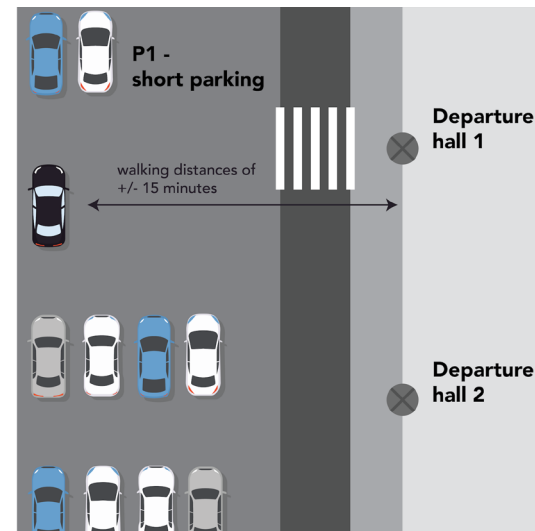 P1 -
short parking
Departure
hall 1
walking distances of
+/- 15 minutes
Departure
hall 2